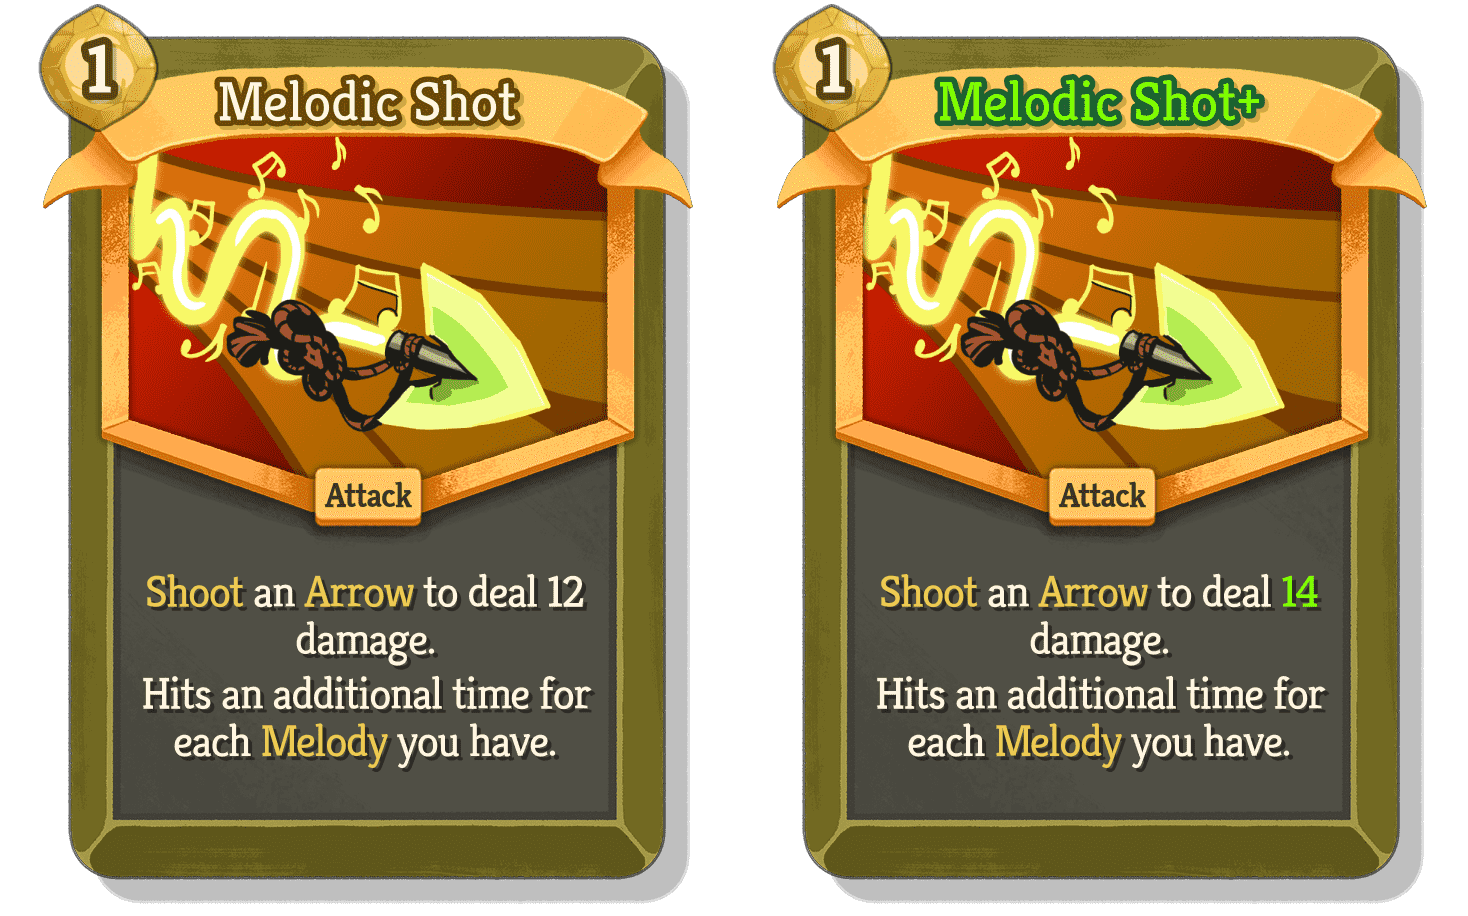 1
Melodic Shot
Attack
Shoot an Arrow to deal 12
damage.
Hits an additional time for
each Melody you have.
1
Melodic Shot+
Attack
Shoot an Arrow to deal 14
damage.
Hits an additional time for
each Melody you have.